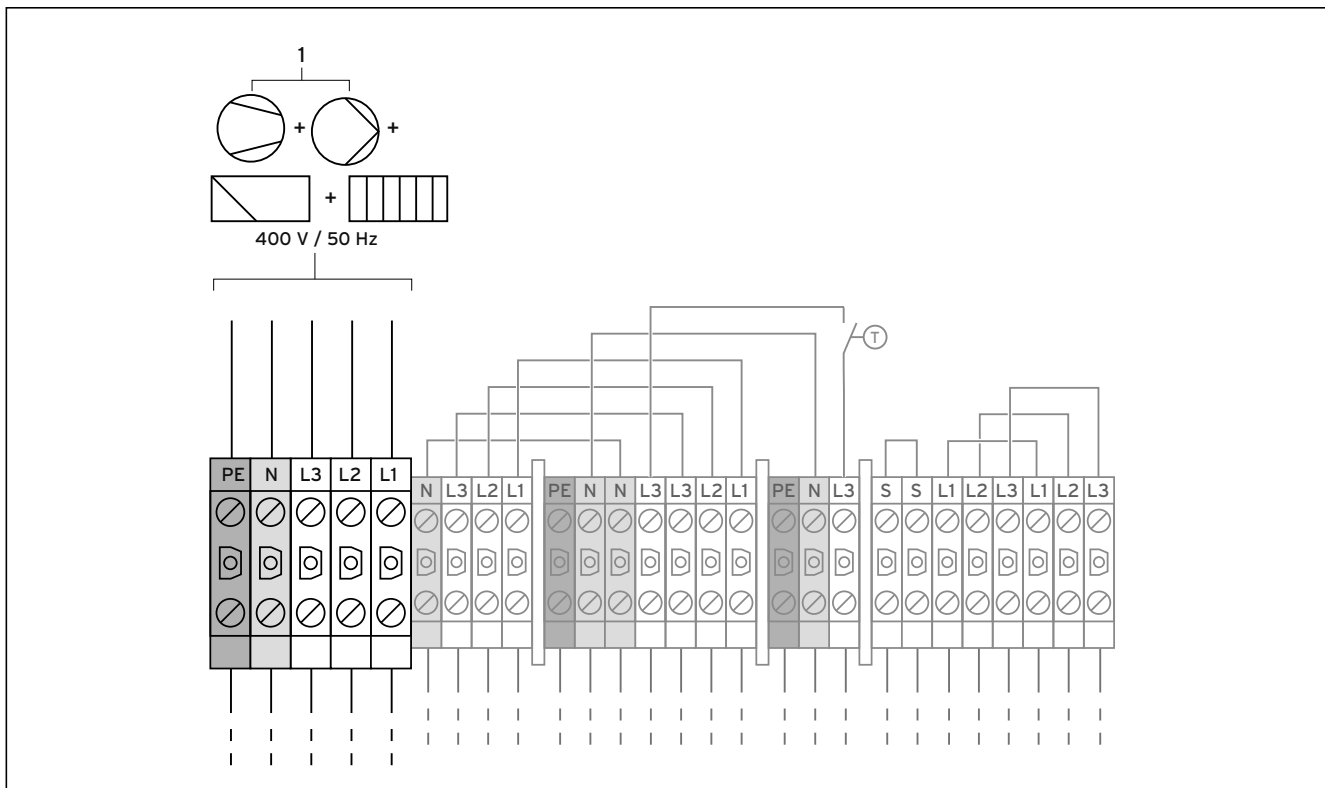 1
+ +
+
400 V / 50 Hz
T
PE N L3 L2 L1
N L3 L2 L1 PE N N L3 L3 L2 L1 PE N L3 S S L1 L2 L3 L1 L2 L3